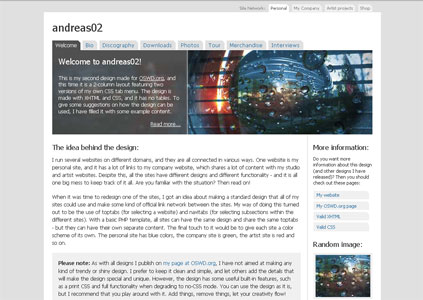 Site Network: Personal My Company Artist projects Shop
andreas02
Welcome Bio Discography Downloads Photos Tour Merchandise Interviews
Welcome to andreas02!
This is my second design made for OSWD.org, and
this time it is a 2-column layout featuring two
versions of my own CSS tab menu. The design is
made with XHTML and CSS, and it has no tables. To
give some suggestions on how the design can be
used, I have filled it with some example content.
Read more...
The idea behind the design:
I run several websites on different domains, and they are all connected in various ways. One website is my
personal site, and it has a lot of links to my company website, which shares a lot of content with my studio
and artist websites. Despite this, all the sites have different designs and different functionality - and it is all
one big mess to keep track of it all. Are you familiar with the situation? Then read on!
When it was time to redesign one of the sites, I got an idea about making a standard design that all of my
sites could use and make some kind of official link network between the sites. My way of doing this turned
out to be the use of toptabs (for selecting a website) and navitabs (for selecting subsections within the
different sites). With a basic PHP template, all sites can have the same design and share the same toptabs
- but they can have their own separate content. The final touch to it would be to give each site a color
scheme of its own. The personal site has blue colors, the company site is green, the artist site is red and
so on.
Please note: As with all designs I publish on my page at OSWD.org, I have not aimed at making any
kind of trendy or shiny design. I prefer to keep it clean and simple, and let others add the details that
will make the design special and unique. However, the design has some useful built-in features, such
as a print CSS and full functionality when degrading to no-CSS mode. You can use the design as it is,
but I recommend that you play around with it. Add things, remove things, let your creativity flow!
More information:
Do you want more
information about this design
(and other designs I have
released)? Then you should
check out these pages:
My website
My OSWD.org page
Valid XHTML
Valid CSS
Random image: